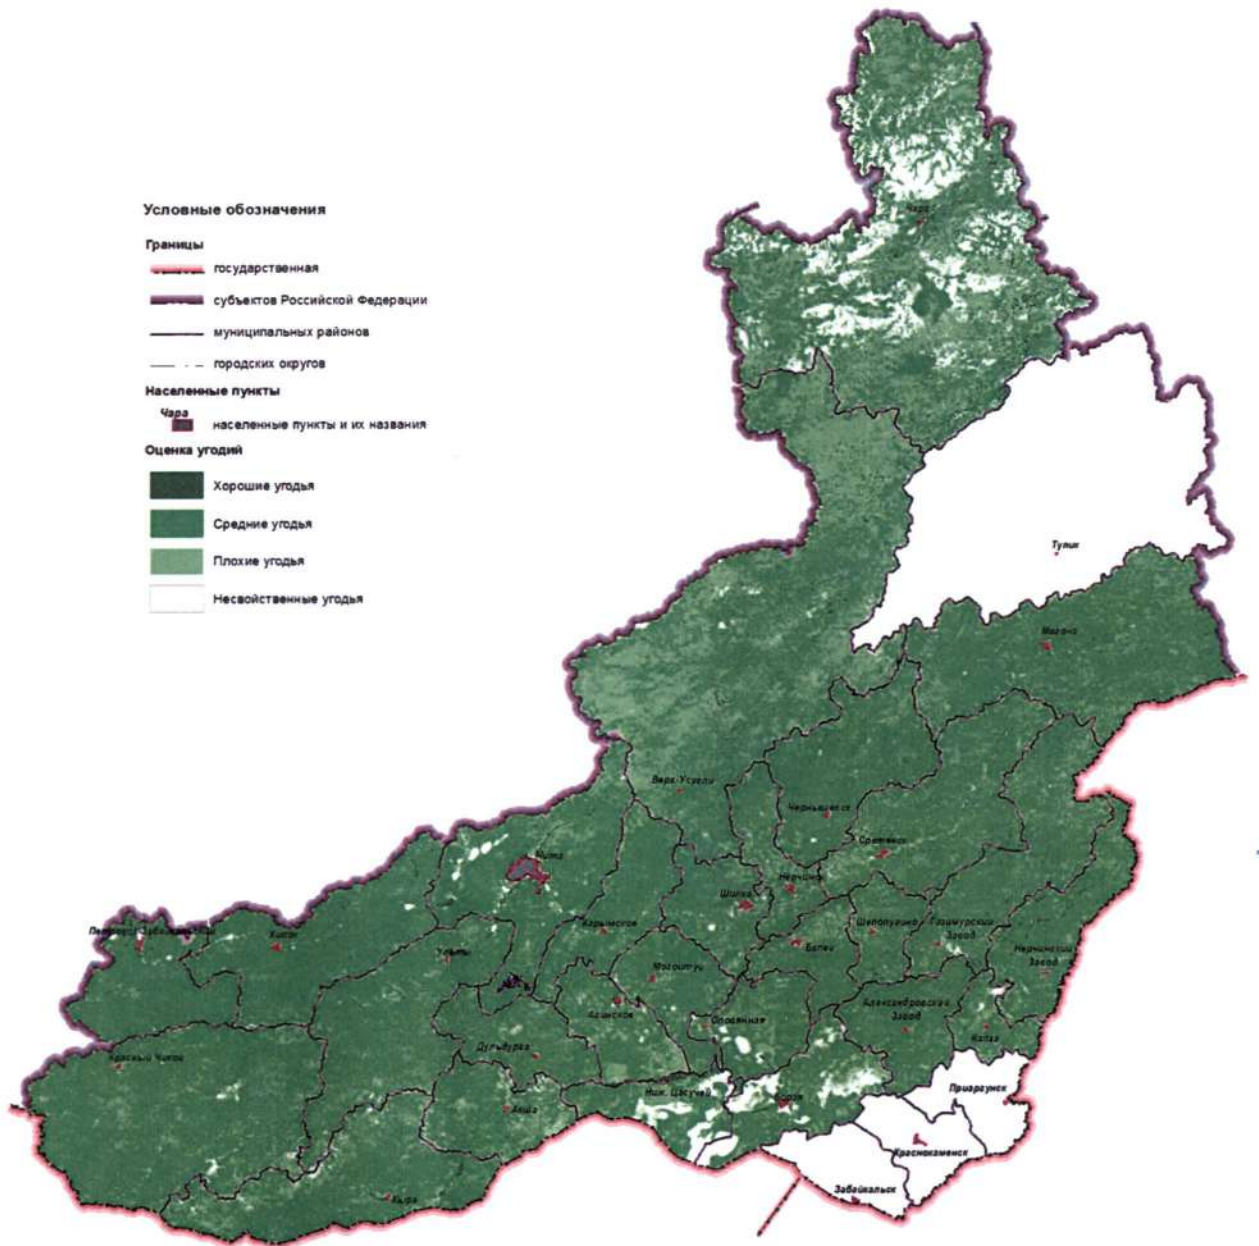 Условные обозначения
Границы
государственная
субъектов Российской Федерации
муниципальных районов
городских округов
Населенные пункты
Чара
населенные пункты и их названия
Оценка угодий
Хорошие угодья
Средние угодья
Плохие угодья
Несвойственные угодья
Чара
Тупик
Могоча
Верх-Усугли
Чернышевск
Сретенск
Чита
Нерчинск
Шилка
Карымское
Шелопугино
Газимурский
Завод
Балей
Нерчинский
Завод
Хилок
Улеты
Могойтуй
Агинское
Александровский
Завод
Оловянная
Калга
Красный Чикой
Дульдурга
Приаргунск
Акша
Ниж. Цасучей
Борзя
Краснокаменск
Забайкальск
Кыра